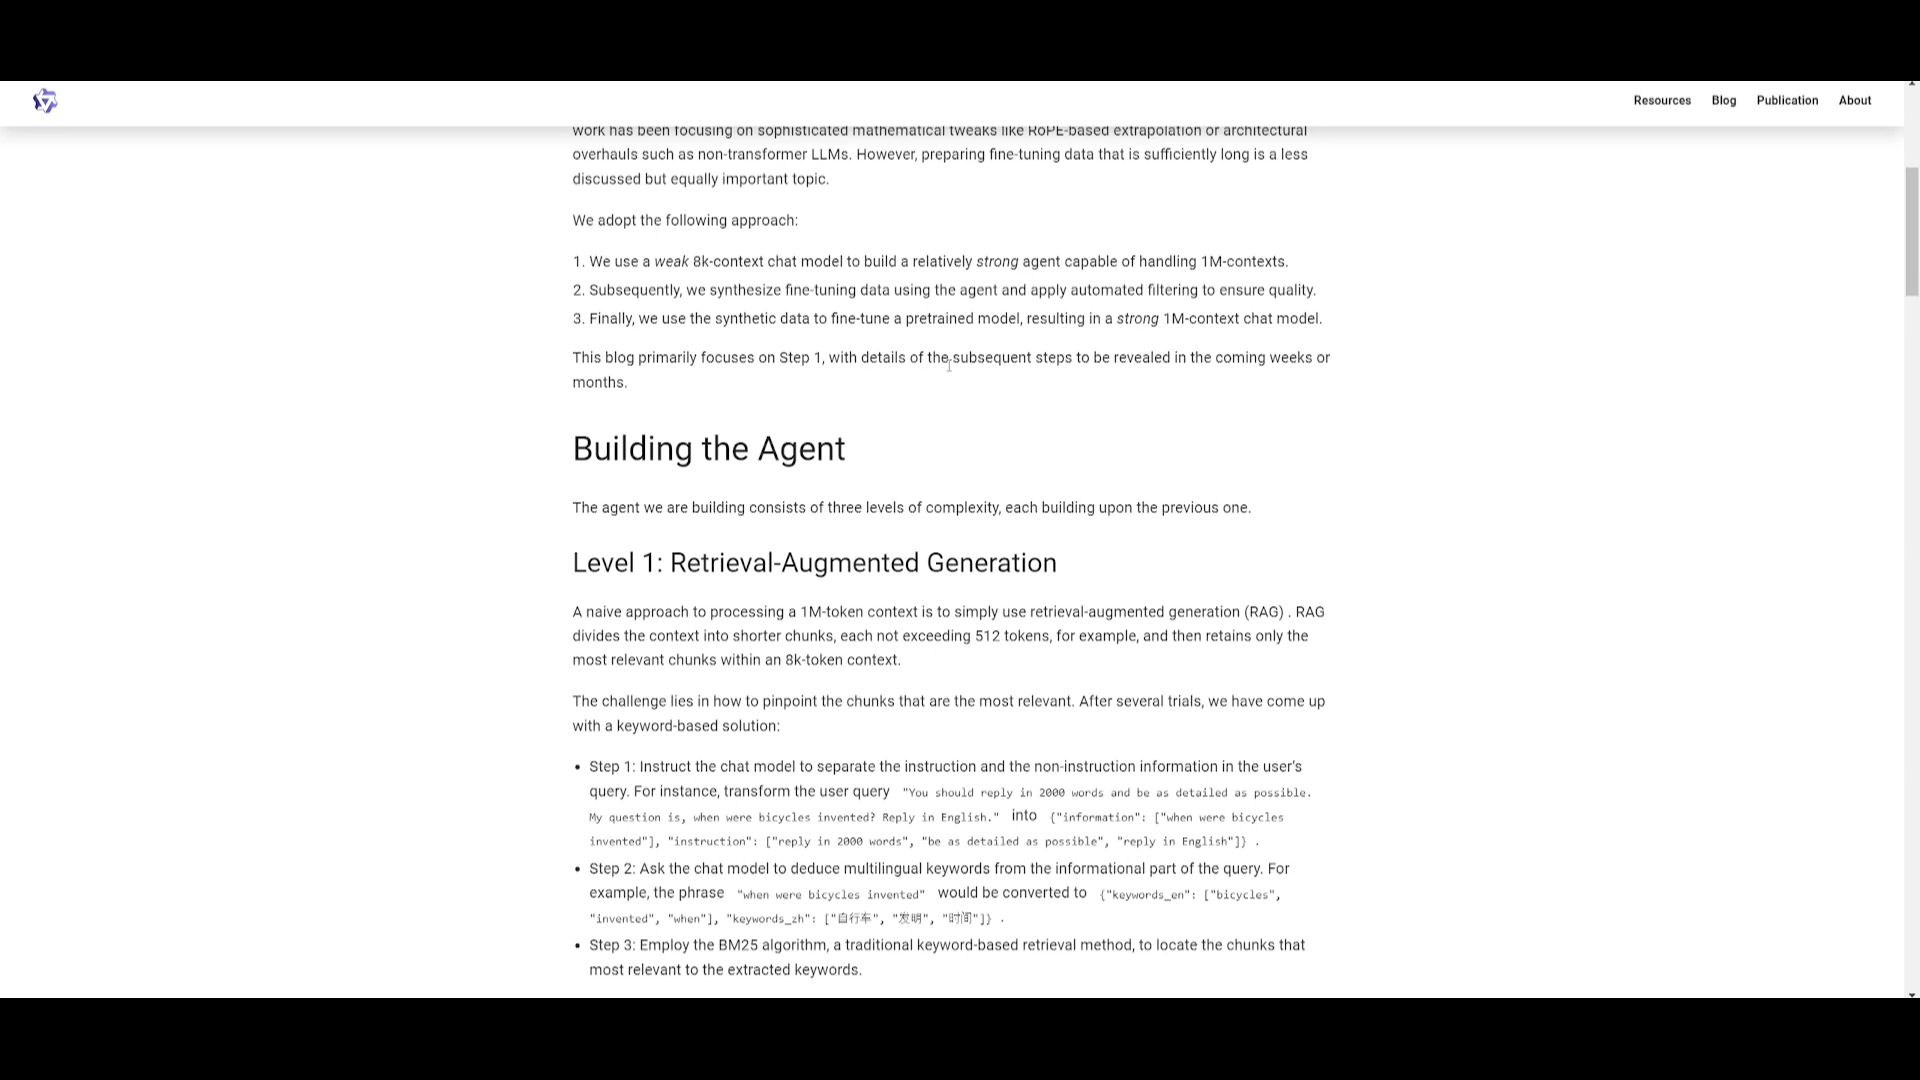 Resources Blog Publication About
work has been focusing on sophisticated mathematical tweaks like RoPE-based extrapolation or architectural
overhauls such as non-transformer LLMs. However, preparing fine-tuning data that is sufficiently long is a less
discussed but equally important topic.
We adopt the following approach:
1. We use a weak 8k-context chat model to build a relatively strong agent capable of handling 1M-contexts.
2. Subsequently, we synthesize fine-tuning data using the agent and apply automated filtering to ensure quality.
3. Finally, we use the synthetic data to fine-tune a pretrained model, resulting in a strong 1M-context chat model.
This blog primarily focuses on Step 1, with details of the subsequent steps to be revealed in the coming weeks or
months.
Building the Agent
The agent we are building consists of three levels of complexity, each building upon the previous one.
Level 1: Retrieval-Augmented Generation
A naive approach to processing a 1M-token context is to simply use retrieval-augmented generation (RAG) . RAG
divides the context into shorter chunks, each not exceeding 512 tokens, for example, and then retains only the
most relevant chunks within an 8k-token context.
The challenge lies in how to pinpoint the chunks that are the most relevant. After several trials, we have come up
with a keyword-based solution:
• Step 1: Instruct the chat model to separate the instruction and the non-instruction information in the user's
query. For instance, transform the user query "You should reply in 2000 words and be as detailed as possible.
My question is, when were bicycles invented? Reply in English." into {"information": ["when were bicycles
invented"], "instruction": ["reply in 2000 words", "be as detailed as possible", "reply in English"]} .
• Step 2: Ask the chat model to deduce multilingual keywords from the informational part of the query. For
example, the phrase "when were bicycles invented" would be converted to {"keywords_en": ["bicycles",
"invented", "when"], "keywords_zh": ["自行车", "发明", "时间"]} .
• Step 3: Employ the BM25 algorithm, a traditional keyword-based retrieval method, to locate the chunks that
most relevant to the extracted keywords.